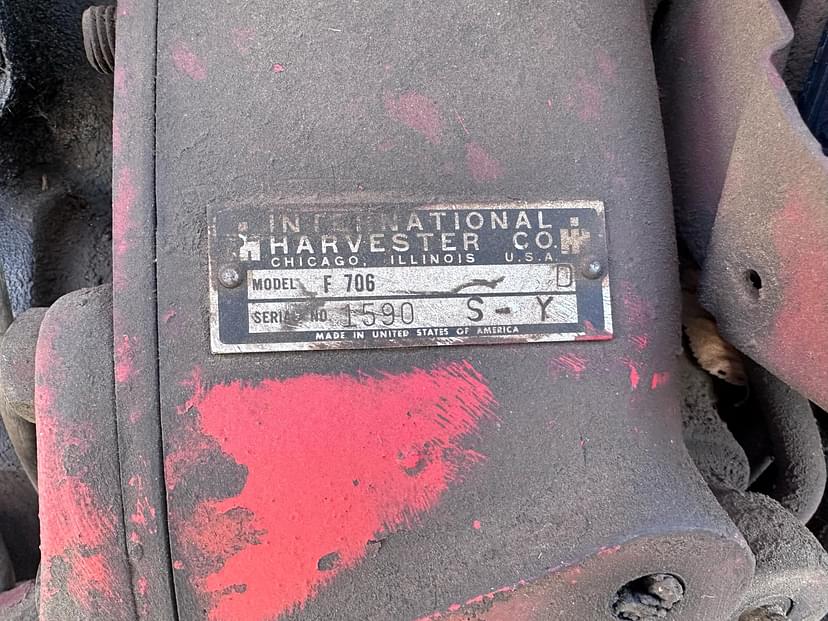 INTERNATIONAL
HARVESTER CO.
CHICAGO, ILLINOIS U.S.A.
MODEL F 706 D
SERIAL NO 1590 S - Y
MADE IN UNITED STATES OF AMERICA